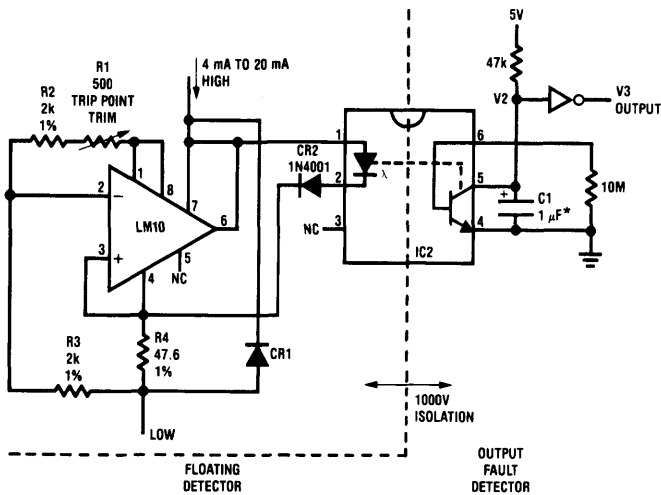 5V
4 mA TO 20 mA
HIGH
47k
V2
V3
OUTPUT
R1
500
TRIP POINT
TRIM
R2
2k
1%
CR2
1N4001
1
6
1
8
2
−
7
LM10
6
2
λ
5
+
C1
1 μF*
10M
3
+
5
NC
4
NC
3
4
IC2
R4
47.6
1%
CR1
R3
2k
1%
1000V
ISOLATION
LOW
FLOATING
DETECTOR
OUTPUT
FAULT
DETECTOR